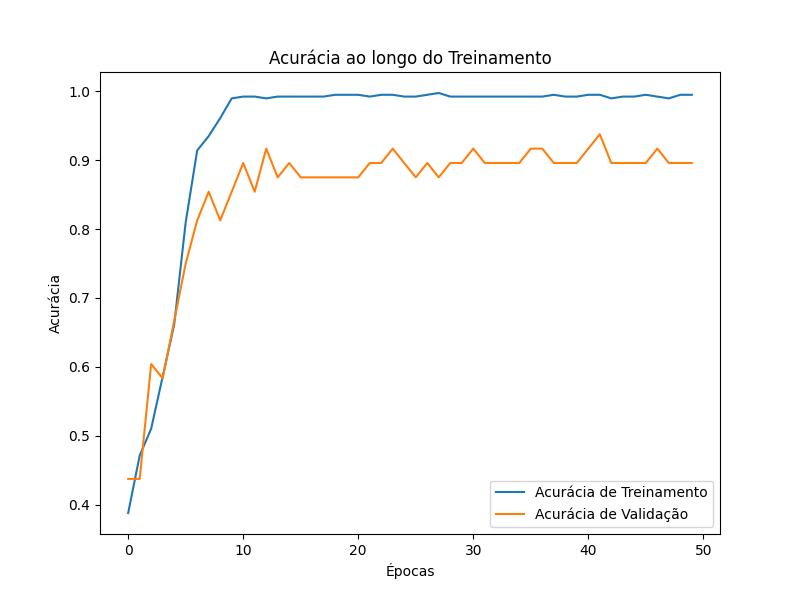 Acurácia ao longo do Treinamento
1.0
0.9
0.8
0.7
0.6
0.5
0.4
Acurácia
0 10 20 30 40 50
Épocas
Acurácia de Treinamento
Acurácia de Validação